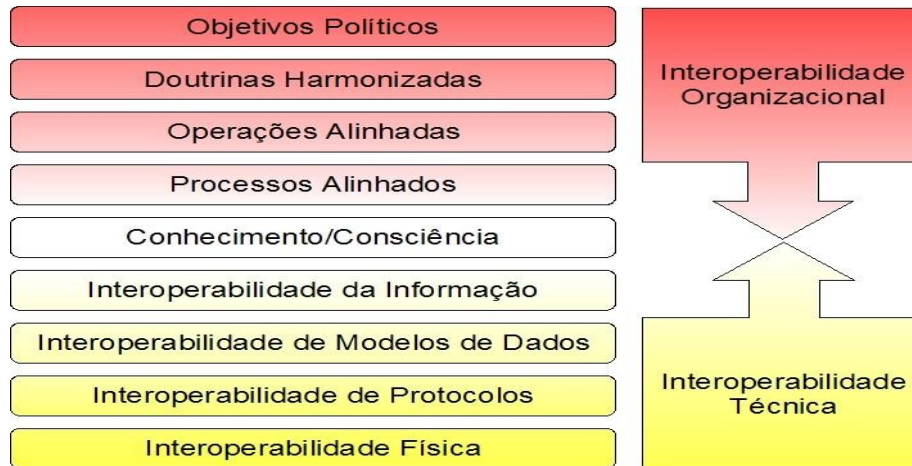 Objetivos Políticos
Doutrinas Harmonizadas
Operações Alinhadas
Processos Alinhados
Conhecimento/Consciência
Interoperabilidade da Informação
Interoperabilidade de Modelos de Dados
Interoperabilidade de Protocolos
Interoperabilidade Física
Interoperabilidade
Organizacional
Interoperabilidade
Técnica